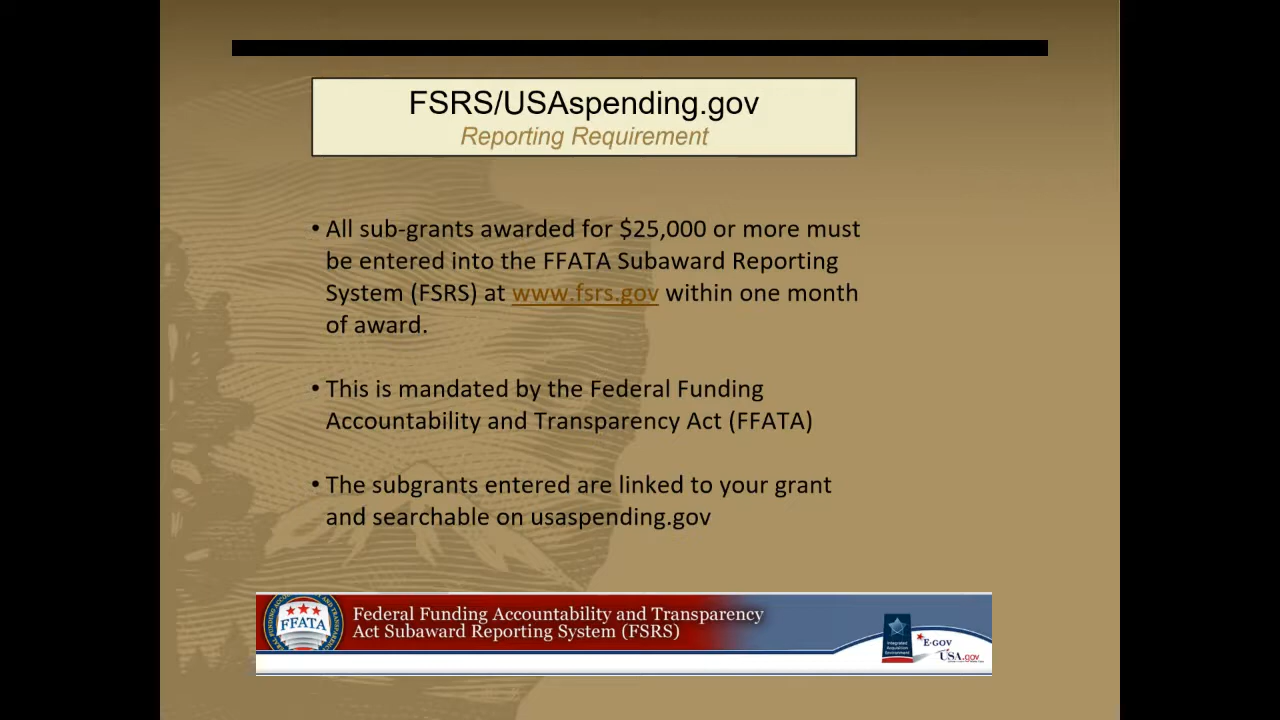 FSRS/USAspending.gov
Reporting Requirement
• All sub-grants awarded for $25,000 or more must
be entered into the FFATA Subaward Reporting
System (FSRS) at www.fsrs.gov within one month
of award.
• This is mandated by the Federal Funding
Accountability and Transparency Act (FFATA)
• The subgrants entered are linked to your grant
and searchable on usaspending.gov
FFATA
Federal Funding Accountability and Transparency
Act Subaward Reporting System (FSRS)
Integrated
Acquisition
Environment
E-GOV
USA.gov